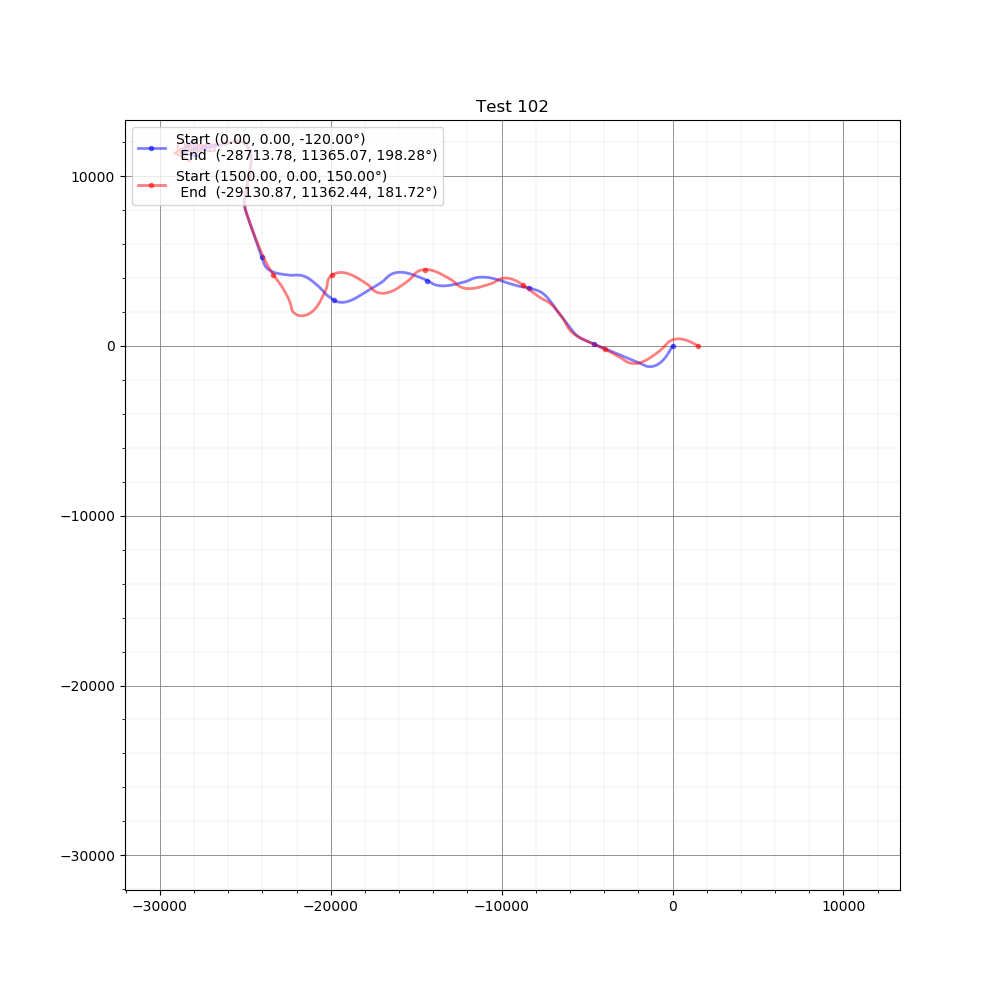 Test 102
Start (0.00, 0.00, -120.00°)
End (-28713.78, 11365.07, 198.28°)
Start (1500.00, 0.00, 150.00°)
End (-29130.87, 11362.44, 181.72°)
10000
0
−10000
−20000
−30000
−30000
−20000
−10000
0
10000